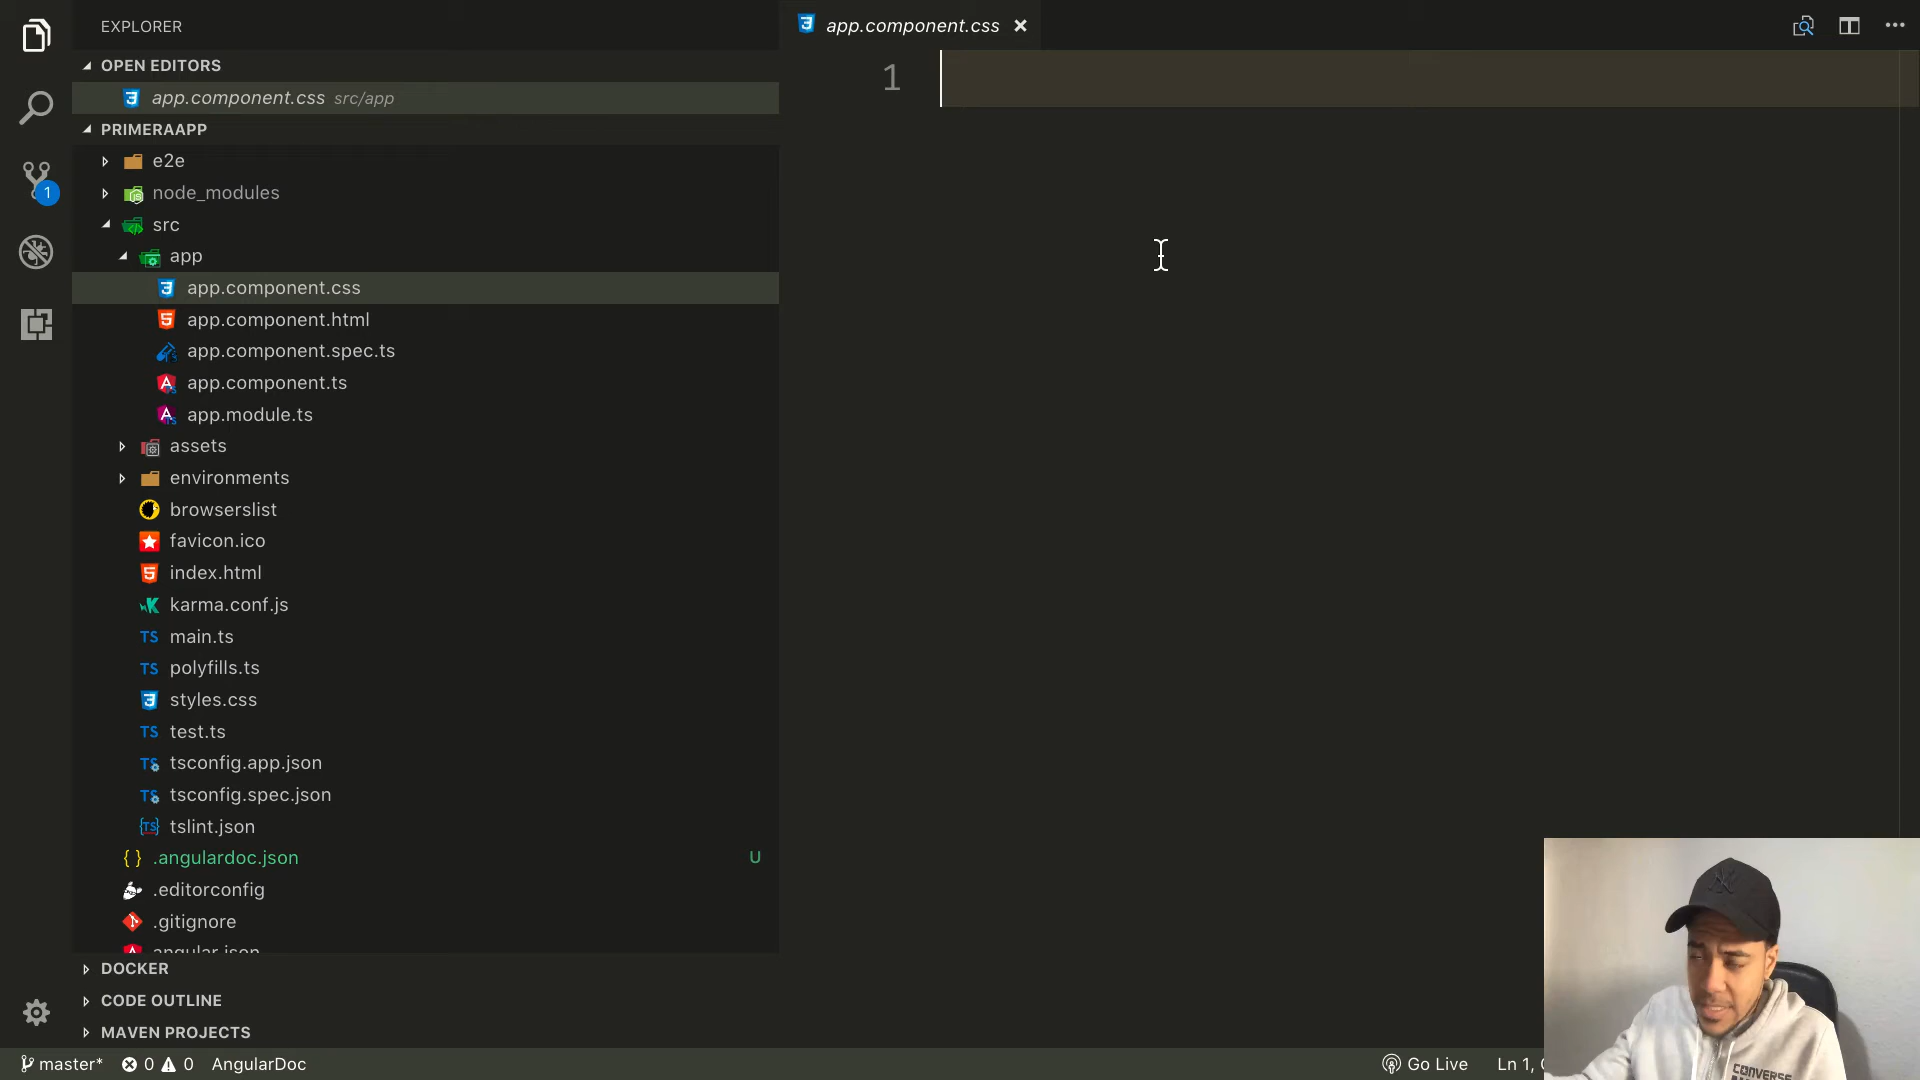 EXPLORER
OPEN EDITORS
app.component.css src/app
PRIMERAAPP
e2e
node_modules
src
app
app.component.css
app.component.html
app.component.spec.ts
app.component.ts
app.module.ts
assets
environments
browserslist
favicon.ico
index.html
karma.conf.js
main.ts
polyfills.ts
styles.css
test.ts
tsconfig.app.json
tsconfig.spec.json
tslint.json
.angulardoc.json U
.editorconfig
.gitignore
angular.json
DOCKER
CODE OUTLINE
MAVEN PROJECTS
1
app.component.css
1
master* 0 0 AngularDoc
Go Live Ln 1,
CONVERSE